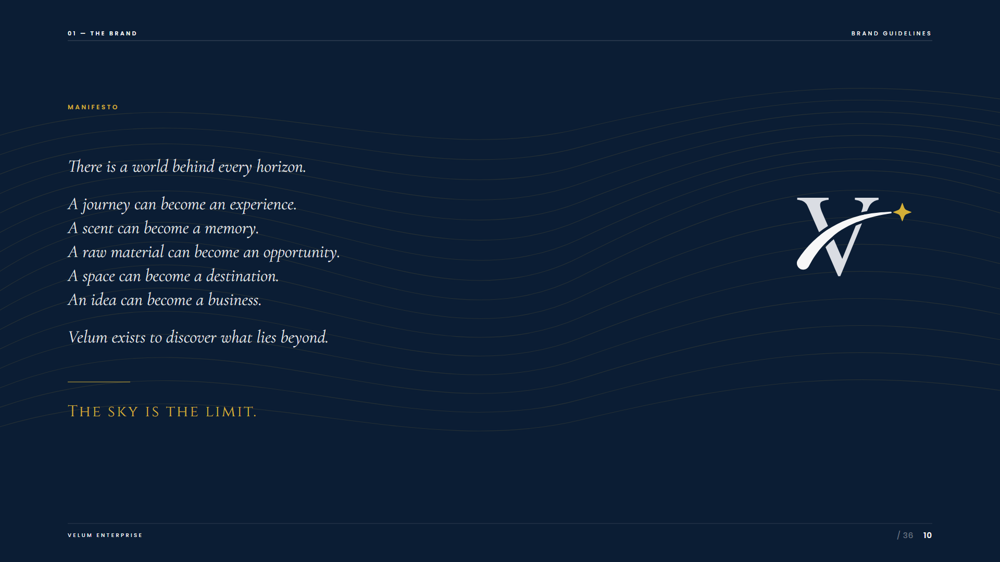 01 — THE BRAND
BRAND GUIDELINES
MANIFESTO
There is a world behind every horizon.
A journey can become an experience.
A scent can become a memory.
A raw material can become an opportunity.
A space can become a destination.
An idea can become a business.
Velum exists to discover what lies beyond.
The sky is the limit.
VELUM ENTERPRISE
/ 36 10